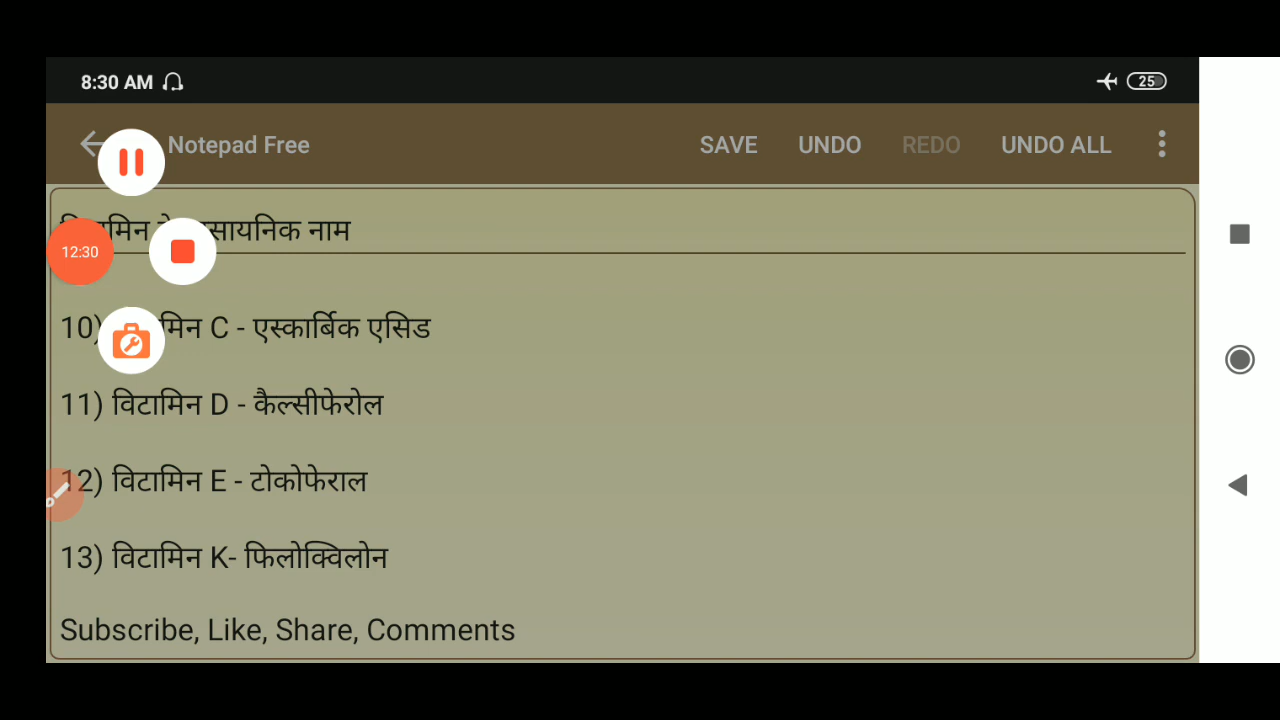 8:30 AM 25
Notepad Free SAVE UNDO REDO UNDO ALL
नाम
12:30
10) C - एस्कार्बिक एसिड
11) विटामिन D - कैल्सीफेरोल
12) विटामिन E - टोकोफेराल
13) विटामिन K- फिलोक्विलोन
Subscribe, Like, Share, Comments